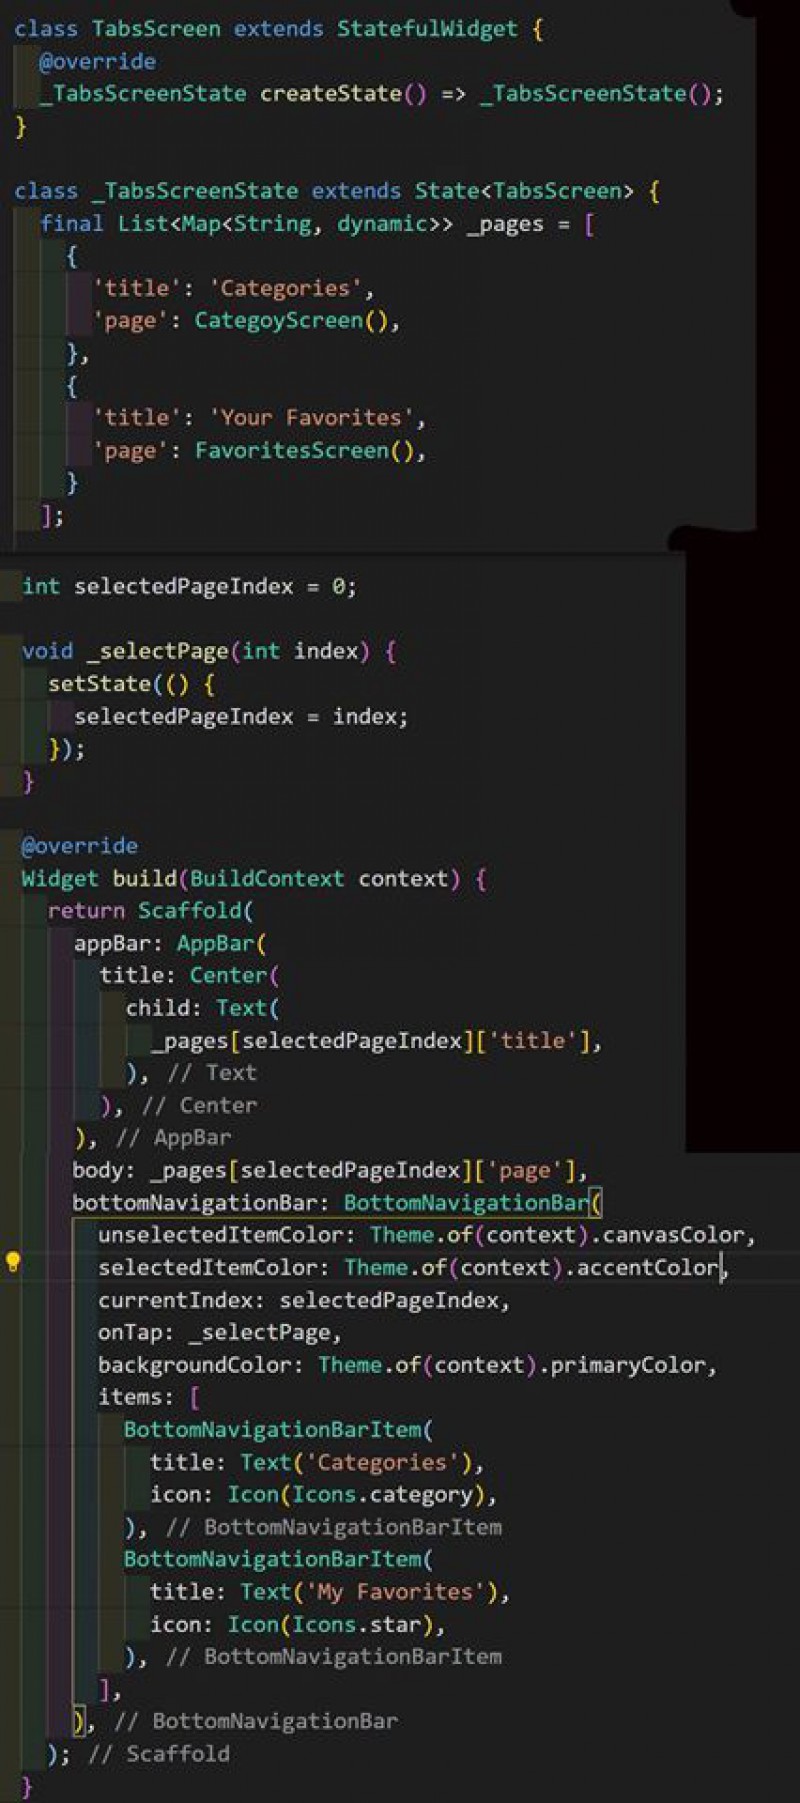 class TabsScreen extends StatefulWidget {
@override
_TabsScreenState createState() => _TabsScreenState();
}
class _TabsScreenState extends State<TabsScreen> {
final List<Map<String, dynamic>> _pages = [
{
'title': 'Categories',
'page': CategoyScreen(),
},
{
'title': 'Your Favorites',
'page': FavoritesScreen(),
}
];
int selectedPageIndex = 0;
void _selectPage(int index) {
setState(() {
selectedPageIndex = index;
});
}
@override
Widget build(BuildContext context) {
return Scaffold(
appBar: AppBar(
title: Center(
child: Text(
_pages[selectedPageIndex]['title'],
), // Text
), // Center
), // AppBar
body: _pages[selectedPageIndex]['page'],
bottomNavigationBar: BottomNavigationBar(
unselectedItemColor: Theme.of(context).canvasColor,
selectedItemColor: Theme.of(context).accentColor,
currentIndex: selectedPageIndex,
onTap: _selectPage,
backgroundColor: Theme.of(context).primaryColor,
items: [
BottomNavigationBarItem(
title: Text('Categories'),
icon: Icon(Icons.category),
), // BottomNavigationBarItem
BottomNavigationBarItem(
title: Text('My Favorites'),
icon: Icon(Icons.star),
), // BottomNavigationBarItem
],
), // BottomNavigationBar
); // Scaffold
}